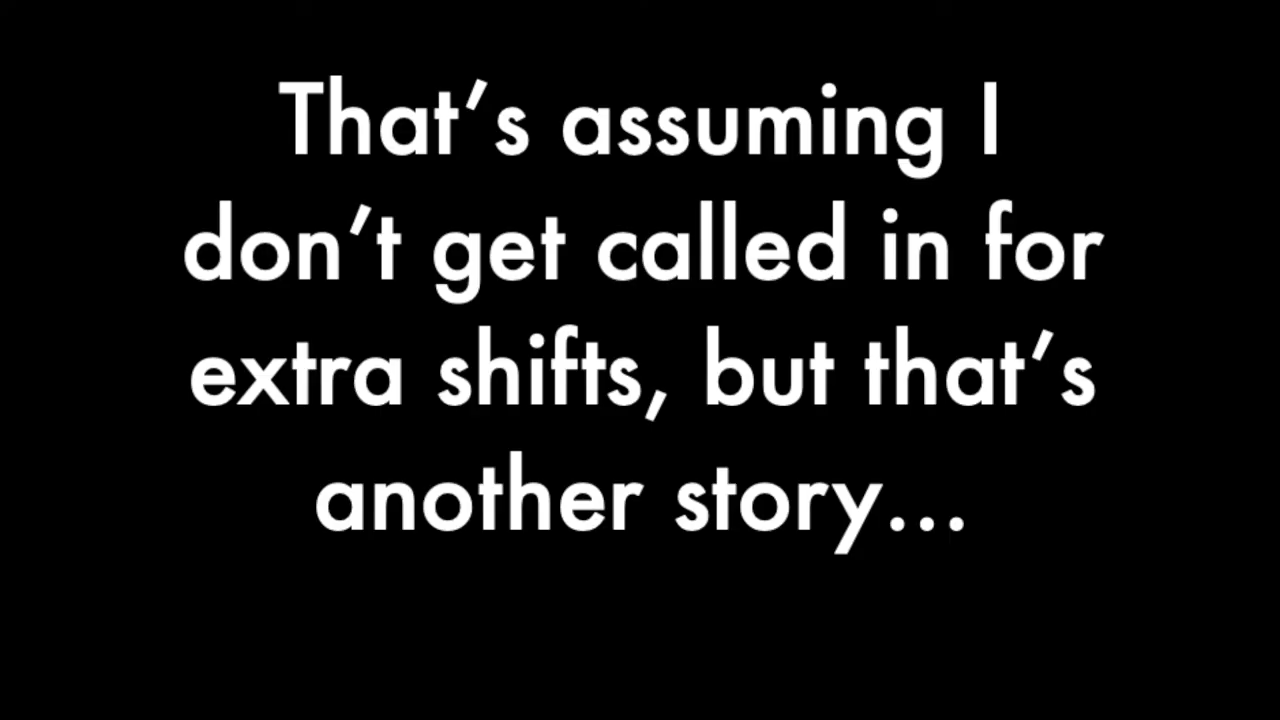 That’s assuming I
don’t get called in for
extra shifts, but that’s
another story...